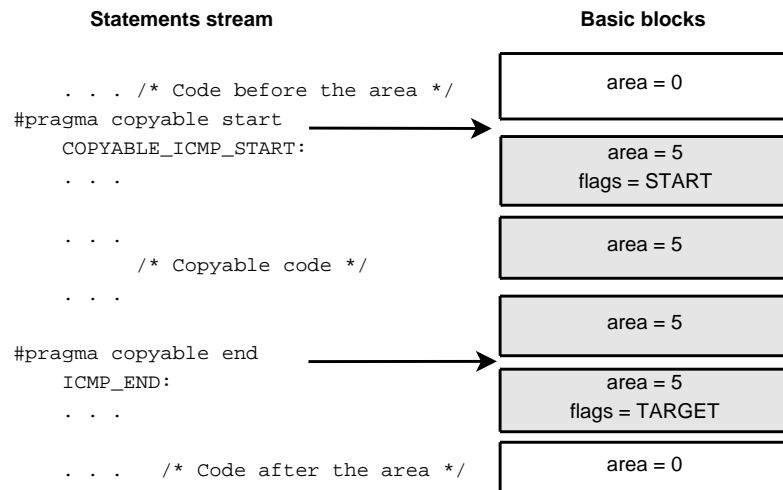 Statements stream
Basic blocks
. . . /* Code before the area */
area = 0
#pragma copyable start
COPYABLE_ICMP_START:
area = 5
flags = START
. . .
. . .
area = 5
/* Copyable code */
. . .
area = 5
#pragma copyable end
ICMP_END:
area = 5
flags = TARGET
. . .
. . . /* Code after the area */
area = 0